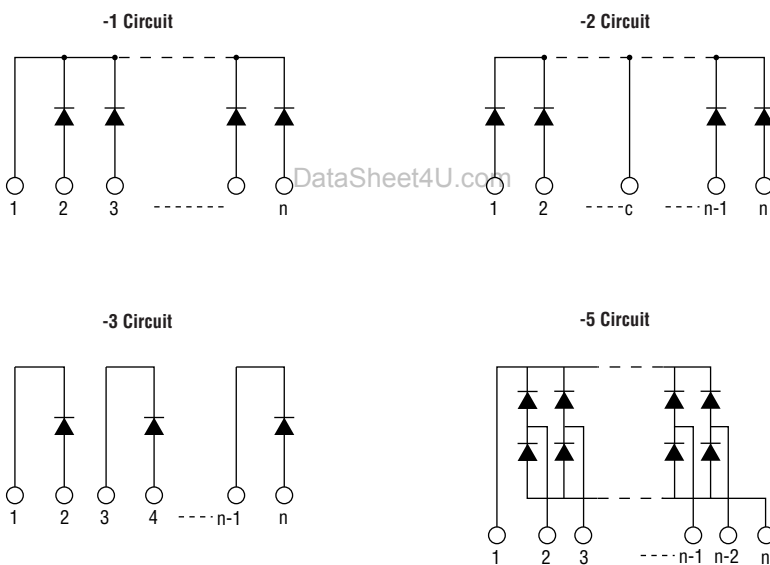 -1 Circuit
1 2 3 ------- n
-2 Circuit
1 2 ----c ----n-1 n
DataSheet4U.com
-3 Circuit
1 2 3 4 ----n-1 n
-5 Circuit
1 2 3 ----n-1 n-2 n